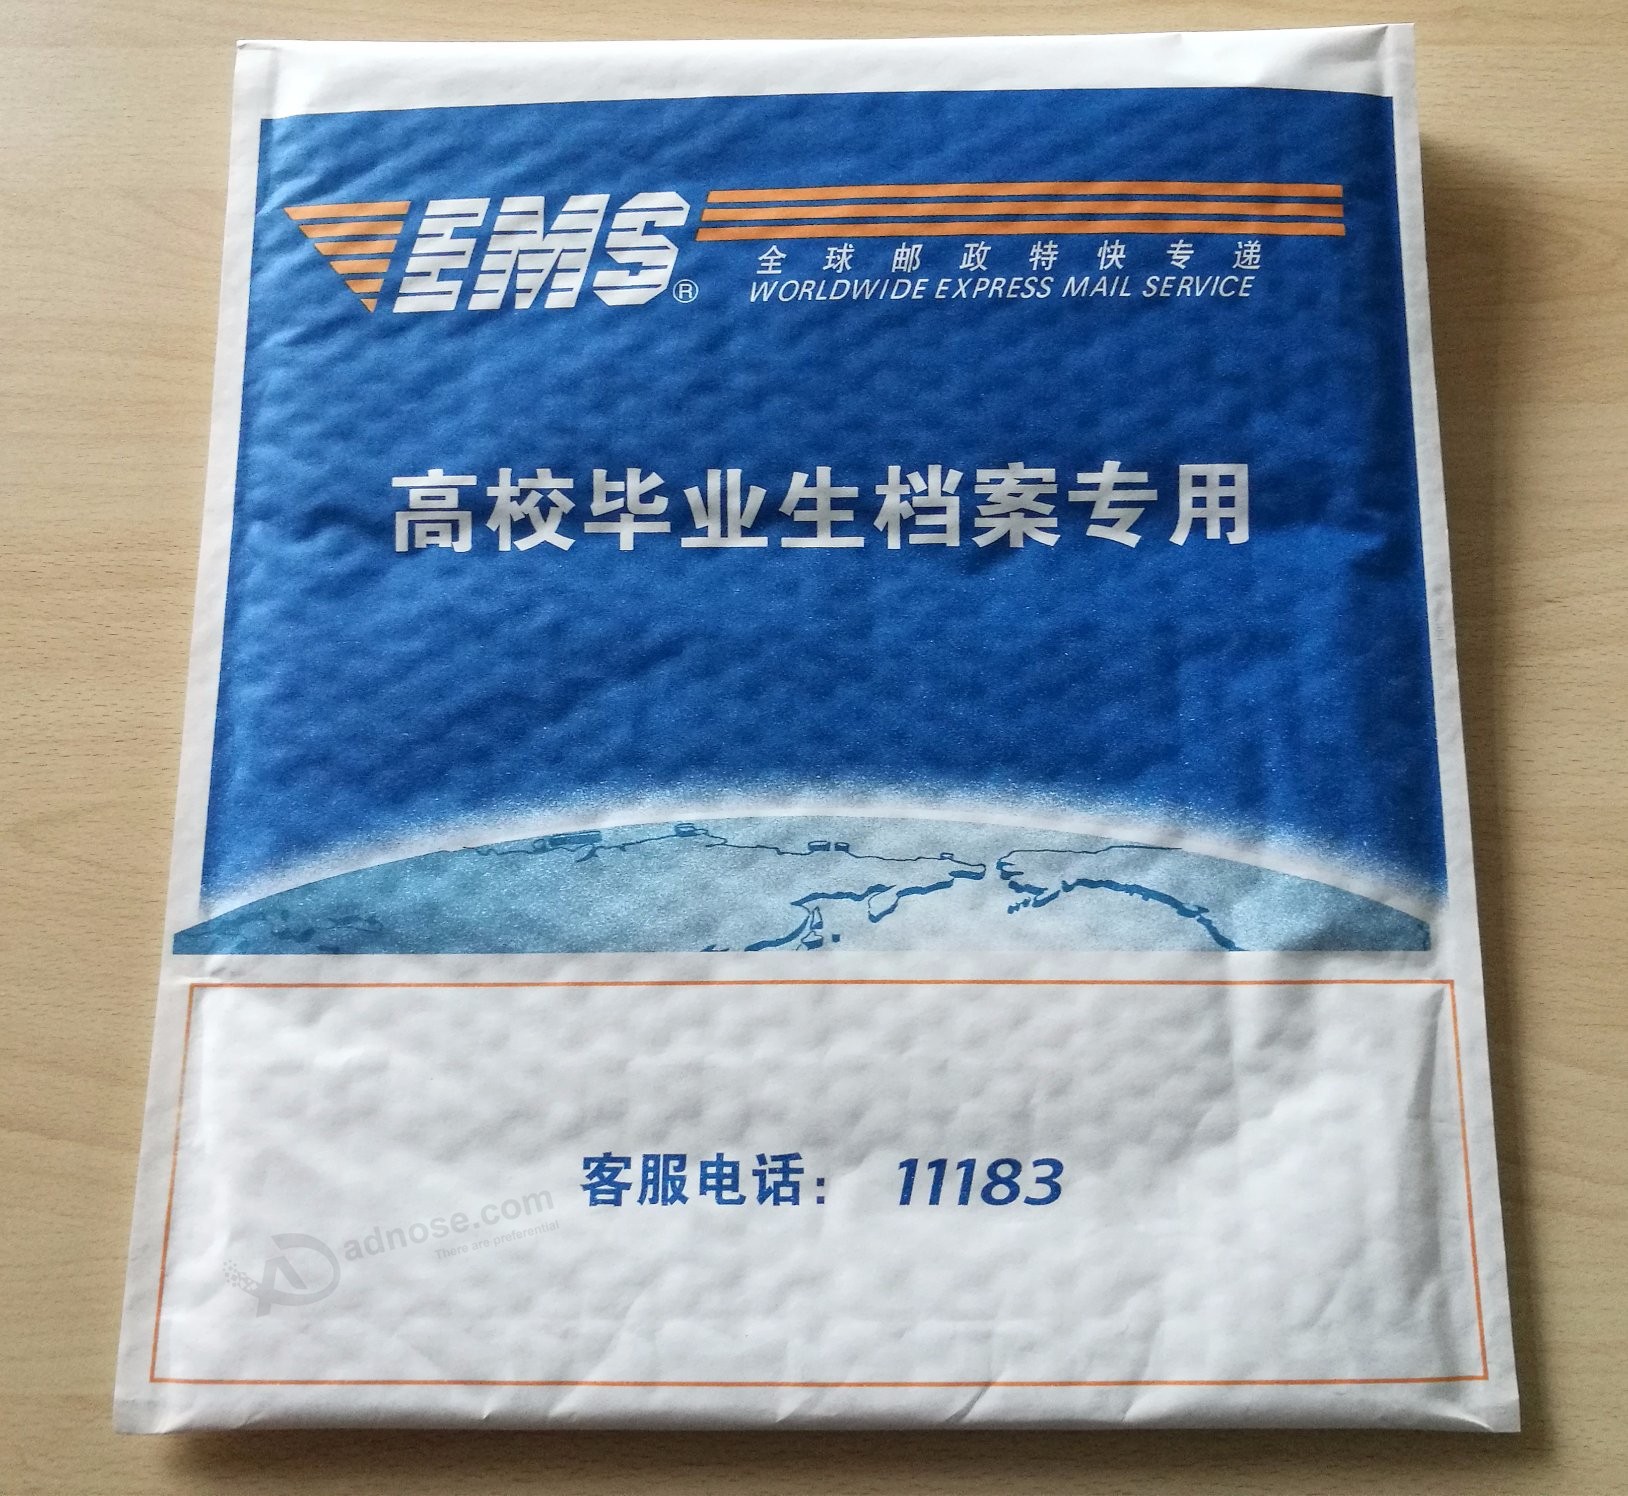 EMS®
全球邮政特快专递
WORLDWIDE EXPRESS MAIL SERVICE
高校毕业生档案专用
客服电话： 11183
adnose.com
There are preferential